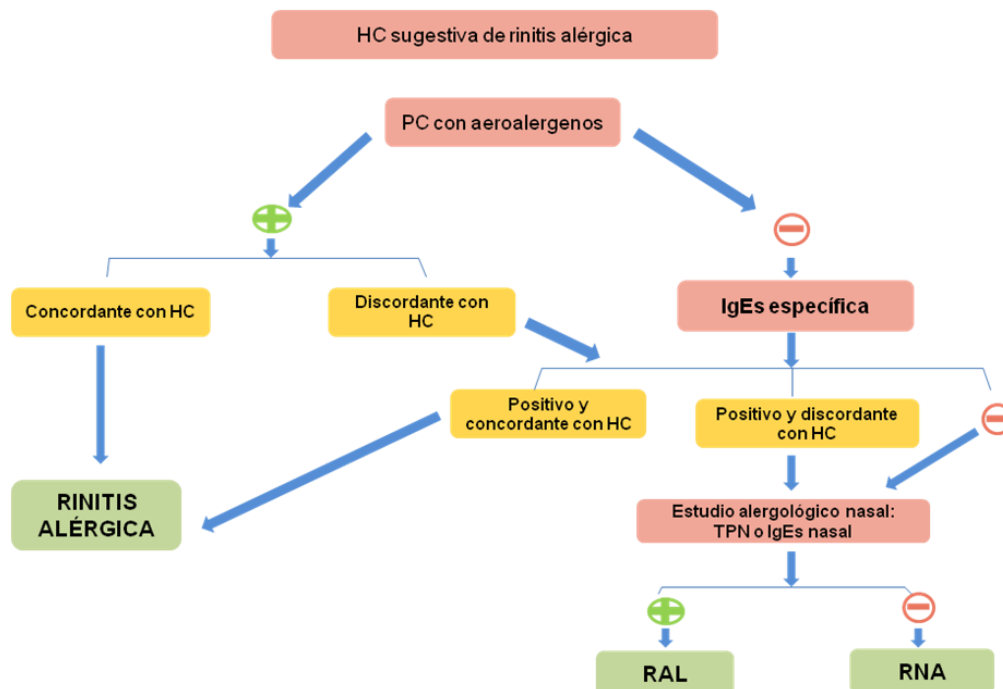 HC sugestiva de rinitis alérgica
PC con aeroalergenos
Concordante con HC
Discordante con
HC
IgEs específica
Positivo y
concordante con HC
Positivo y discordante
con HC
RINITIS
ALÉRGICA
Estudio alergológico nasal:
TPN o IgEs nasal
RAL
RNA